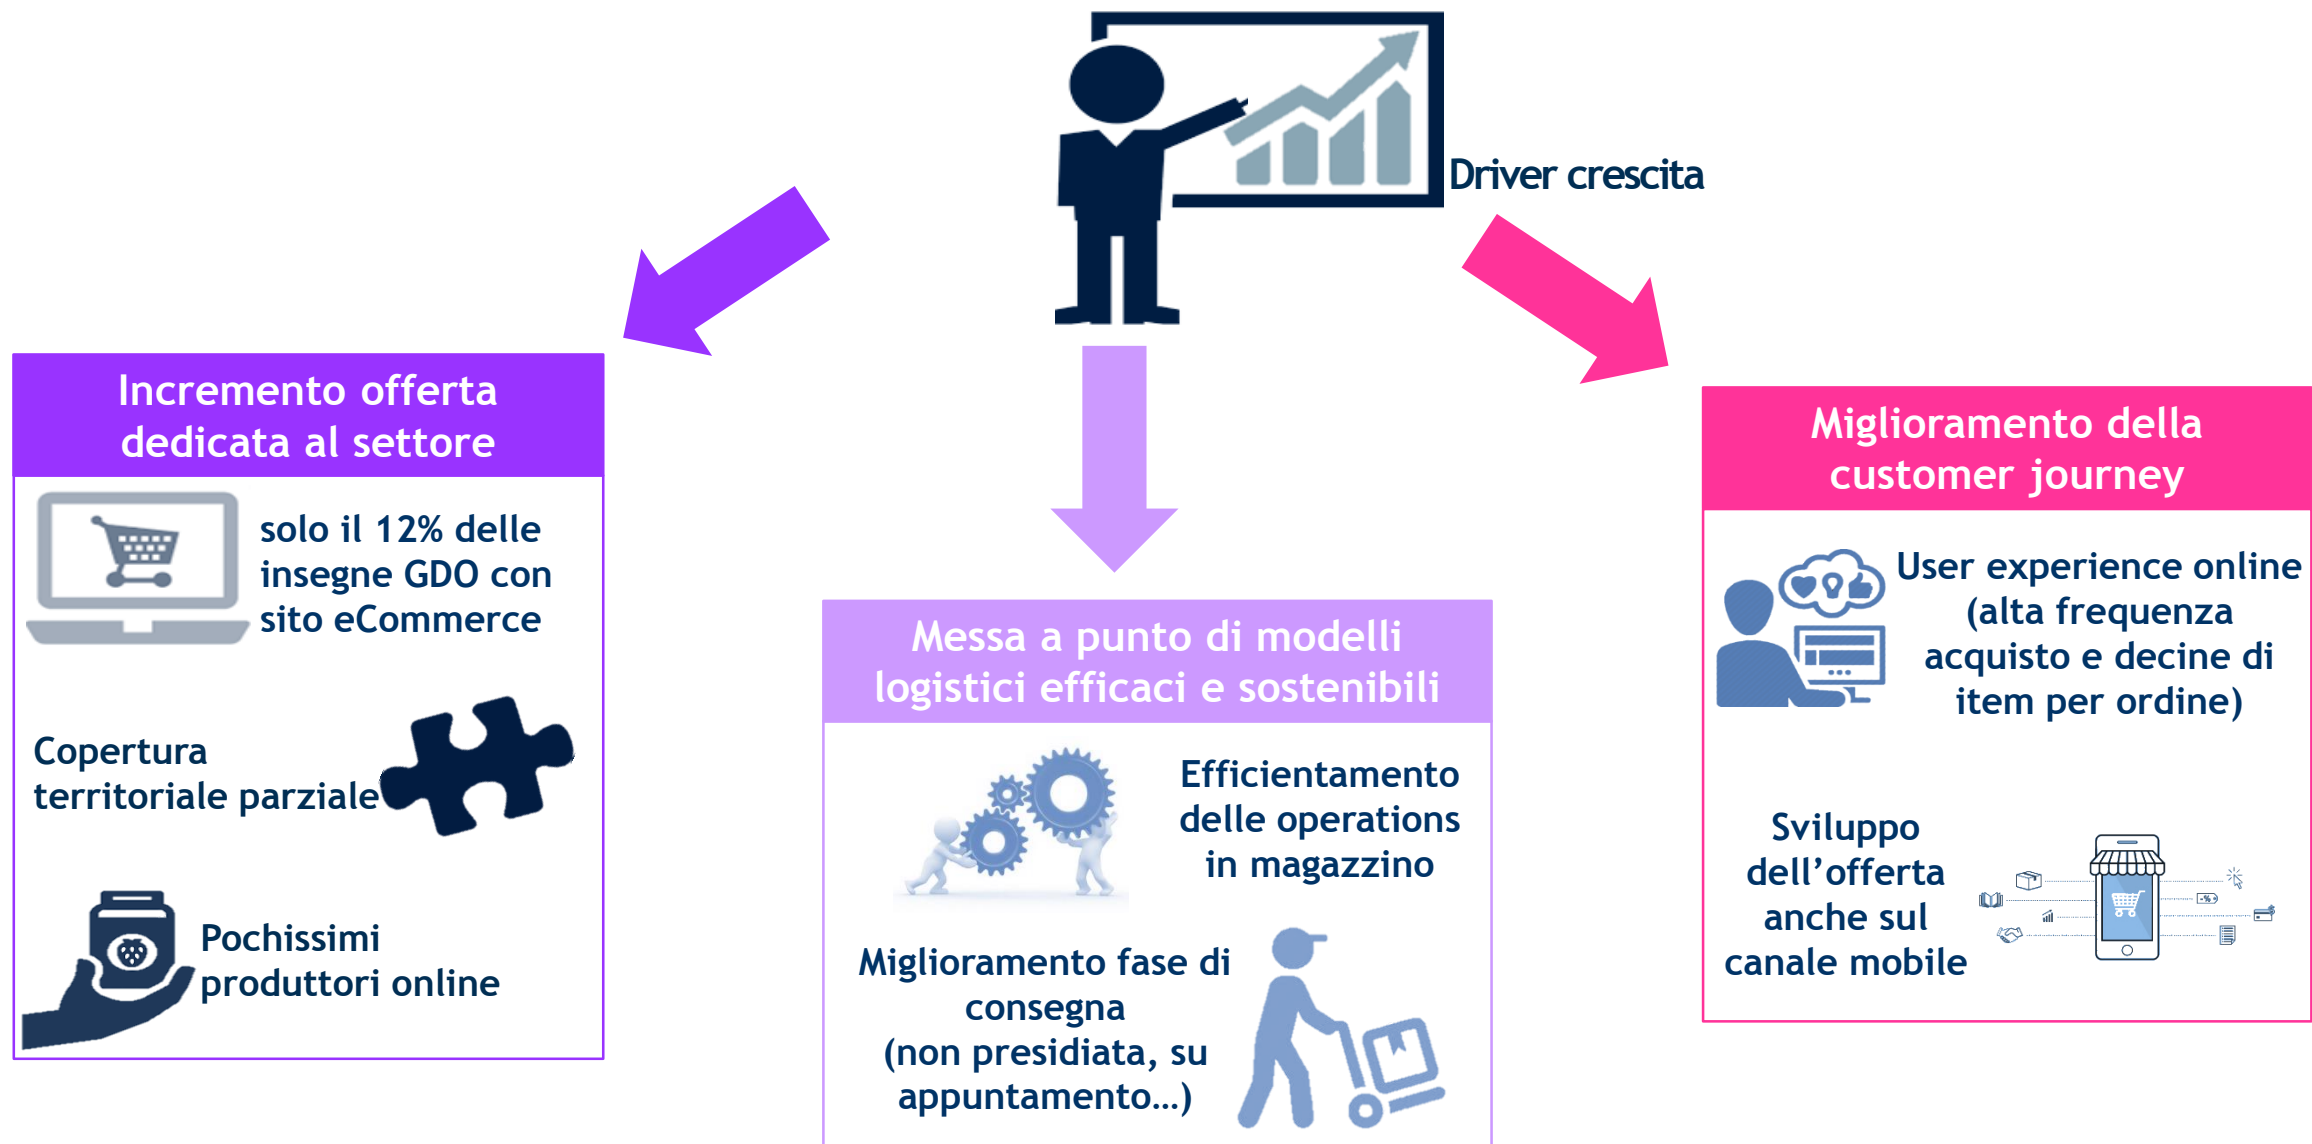 Driver crescita
Incremento offerta
dedicata al settore
solo il 12% delle
insegne GDO con
sito eCommerce
Copertura
territoriale parziale
Pochissimi
produttori online
Messa a punto di modelli
logistici efficaci e sostenibili
Efficientamento
delle operations
in magazzino
Miglioramento fase di
consegna
(non presidiata, su
appuntamento…)
Miglioramento della
customer journey
User experience online
(alta frequenza
acquisto e decine di
item per ordine)
Sviluppo
dell’offerta
anche sul
canale mobile
-%